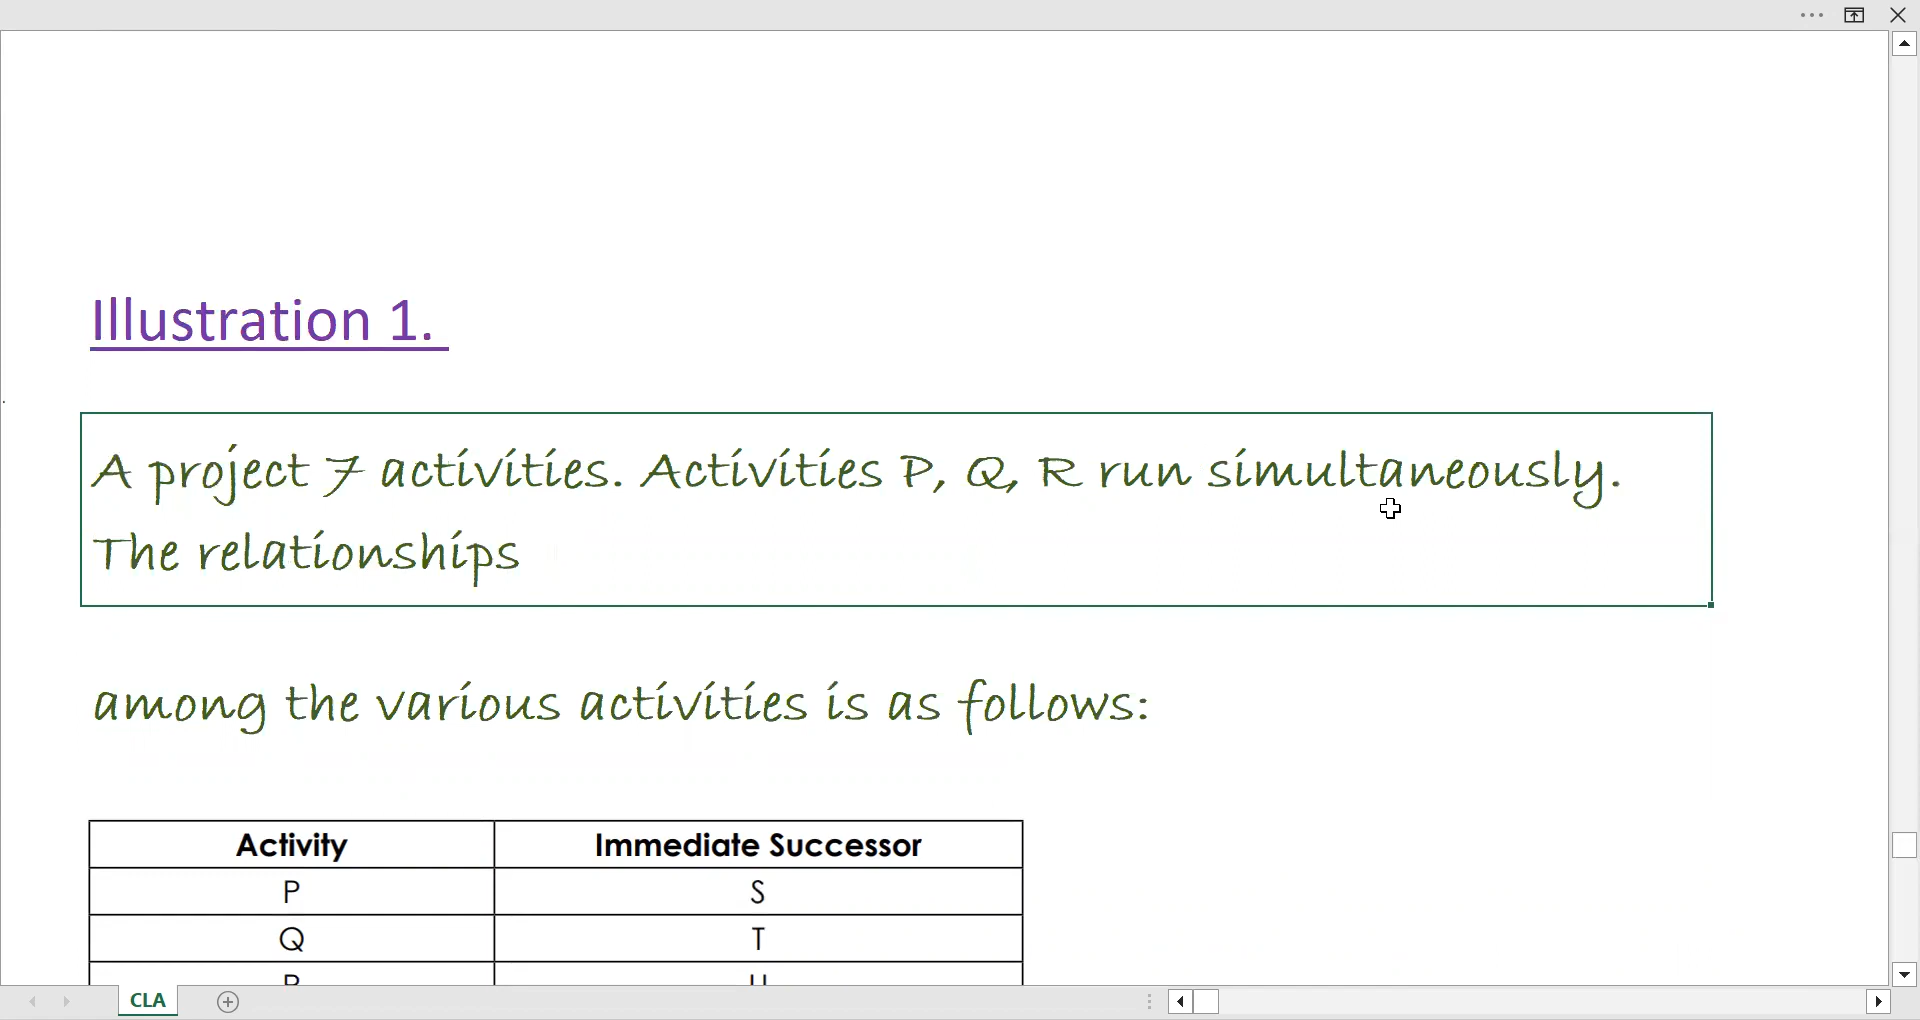 Illustration 1.
A project 7 activities. Activities P, Q, R run simultaneously.
The relationships
among the various activities is as follows:
Activity Immediate Successor
P S
Q T
R U
CLA